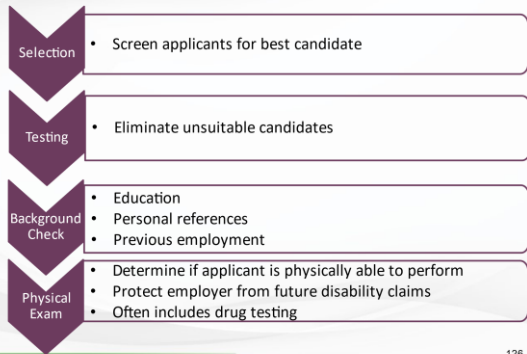 Selection
• Screen applicants for best candidate
Testing
• Eliminate unsuitable candidates
Background
Check
• Education
• Personal references
• Previous employment
Physical
Exam
• Determine if applicant is physically able to perform
• Protect employer from future disability claims
• Often includes drug testing